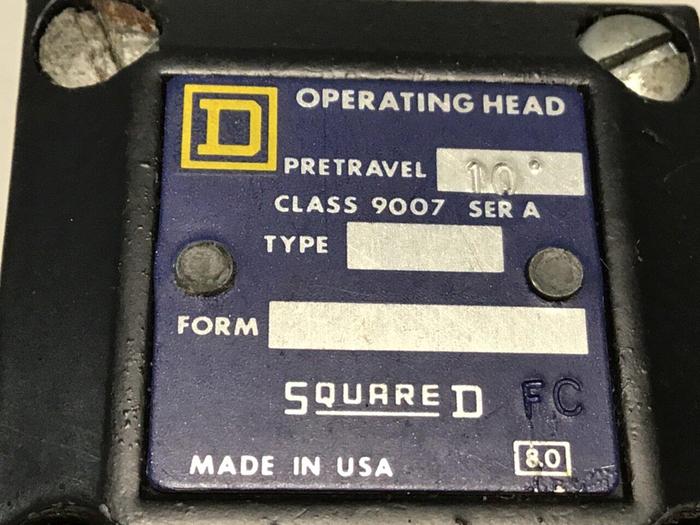 D OPERATING HEAD
PRETRAVEL 10°
CLASS 9007 SER A
TYPE
FORM
SQUARE D FC
MADE IN USA 80